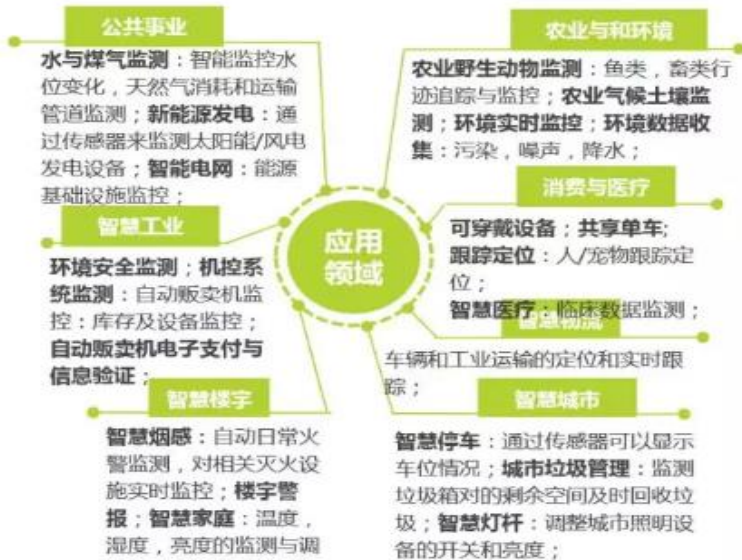 公共事业
水与煤气监测：智能监控水
位变化，天然气消耗和运输
管道监测；新能源发电：通
过传感器来监测太阳能/风电
发电设备；智能电网：能源
基础设施监控；
智慧工业
环境安全监测；机控系
统监测：自动贩卖机监
控：库存及设备监控；
自动贩卖机电子支付与
信息验证；
智慧楼宇
智慧烟感：自动日常火
警监测，对相关灭火设
施实时监控；楼宇警
报；智慧家庭：温度，
湿度，亮度的监测与调
应用
领域
农业与和环境
农业野生动物监测：鱼类，畜类行
迹追踪与监控；农业气候土壤监
测；环境实时监控；环境数据收
集：污染，噪声，降水；
消费与医疗
可穿戴设备；共享单车;
跟踪定位：人/宠物跟踪定
位；
智慧医疗：临床数据监测；
智慧物流
车辆和工业运输的定位和实时跟
踪；
智慧城市
智慧停车：通过传感器可以显示
车位情况；城市垃圾管理：监测
垃圾箱对的剩余空间及时回收垃
圾；智慧灯杆：调整城市照明设
备的开关和亮度；